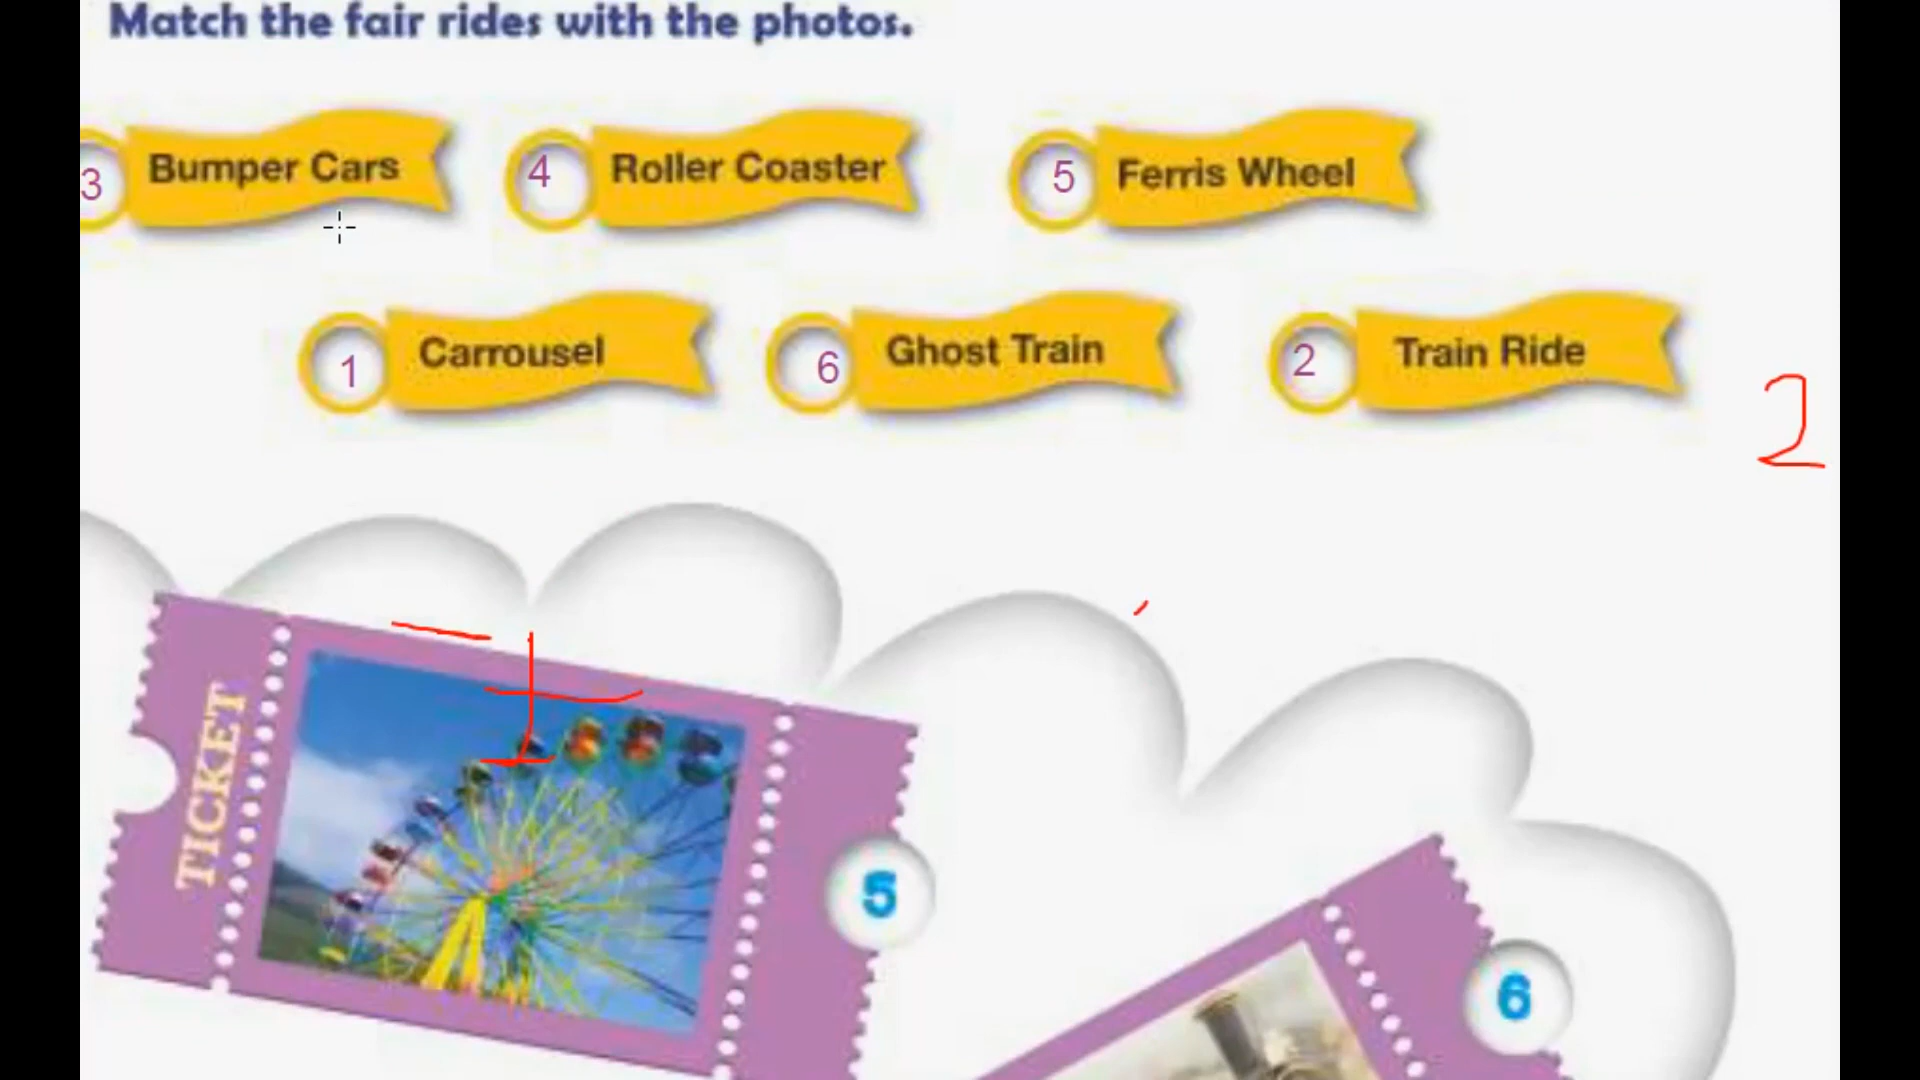 Match the fair rides with the photos.
3 Bumper Cars
4 Roller Coaster
5 Ferris Wheel
1 Carrousel
6 Ghost Train
2 Train Ride
2
TICKET
5
6